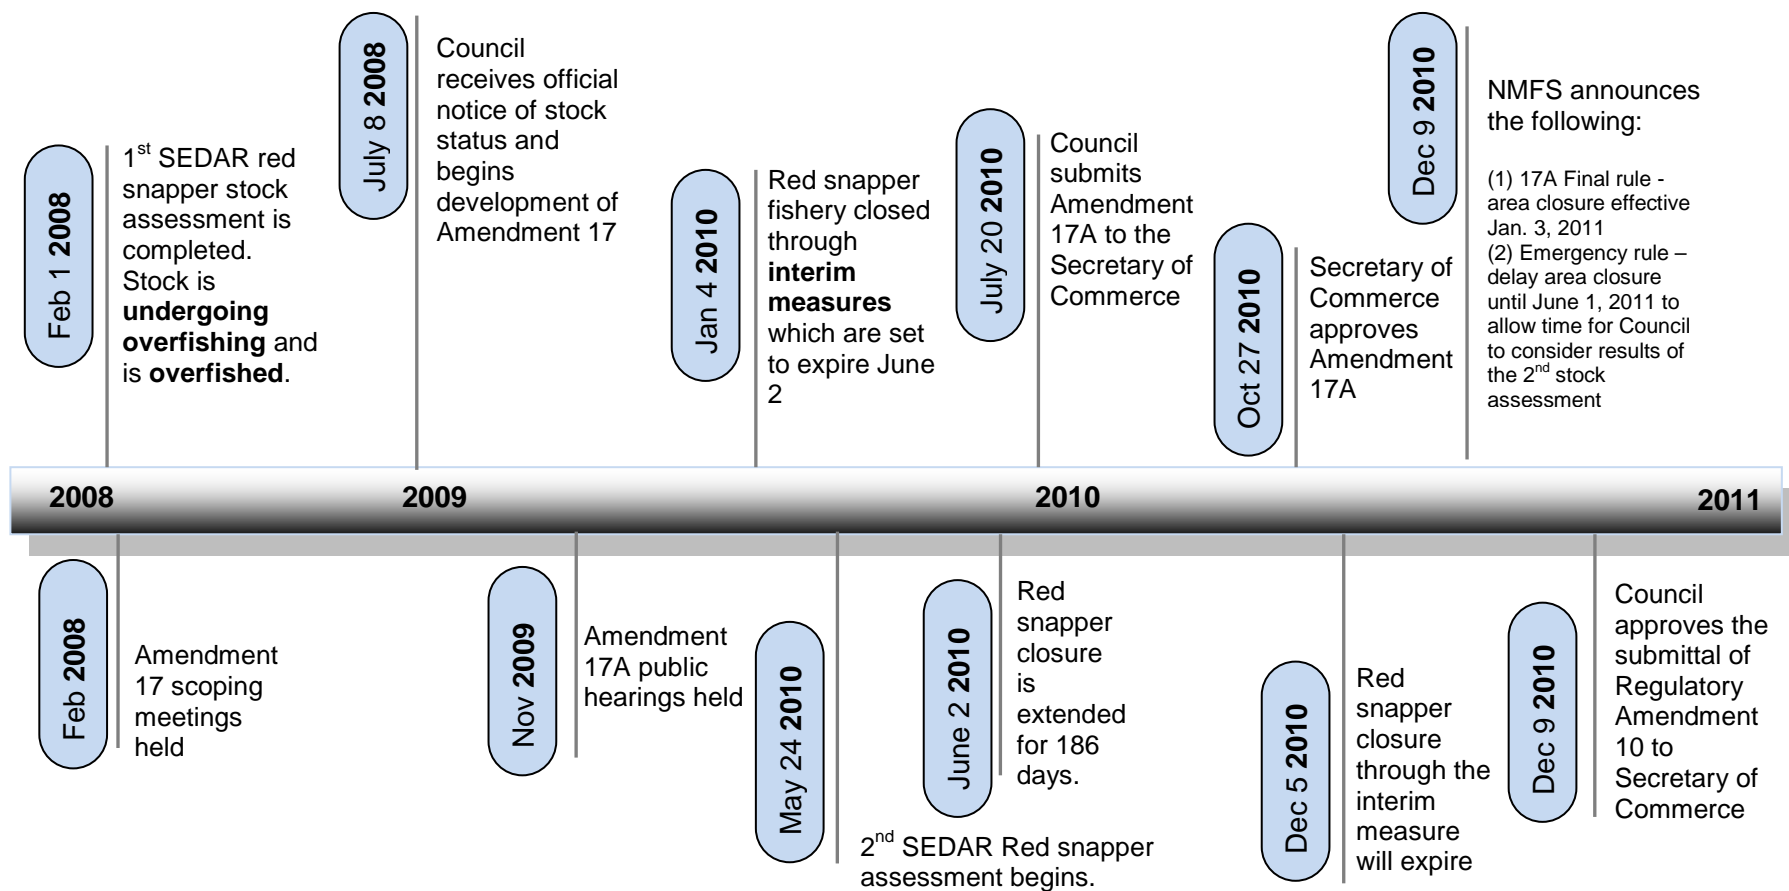 Feb 1 2008
1st SEDAR red
snapper stock
assessment is
completed.
Stock is
undergoing
overfishing and
is overfished.
July 8 2008
Council
receives official
notice of stock
status and
begins
development of
Amendment 17
Jan 4 2010
Red snapper
fishery closed
through
interim
measures
which are set
to expire June
2
July 20 2010
Council
submits
Amendment
17A to the
Secretary of
Commerce
Oct 27 2010
Secretary of
Commerce
approves
Amendment
17A
Dec 9 2010
NMFS announces
the following:
(1) 17A Final rule -
area closure effective
Jan. 3, 2011
(2) Emergency rule –
delay area closure
until June 1, 2011 to
allow time for Council
to consider results of
the 2nd stock
assessment
2008
2009
2010
2011
Feb 2008
Amendment
17 scoping
meetings
held
Nov 2009
Amendment
17A public
hearings held
May 24 2010
2nd SEDAR Red snapper
assessment begins.
June 2 2010
Red
snapper
closure
is
extended
for 186
days.
Dec 5 2010
Red
snapper
closure
through the
interim
measure
will expire
Dec 9 2010
Council
approves the
submittal of
Regulatory
Amendment
10 to
Secretary of
Commerce